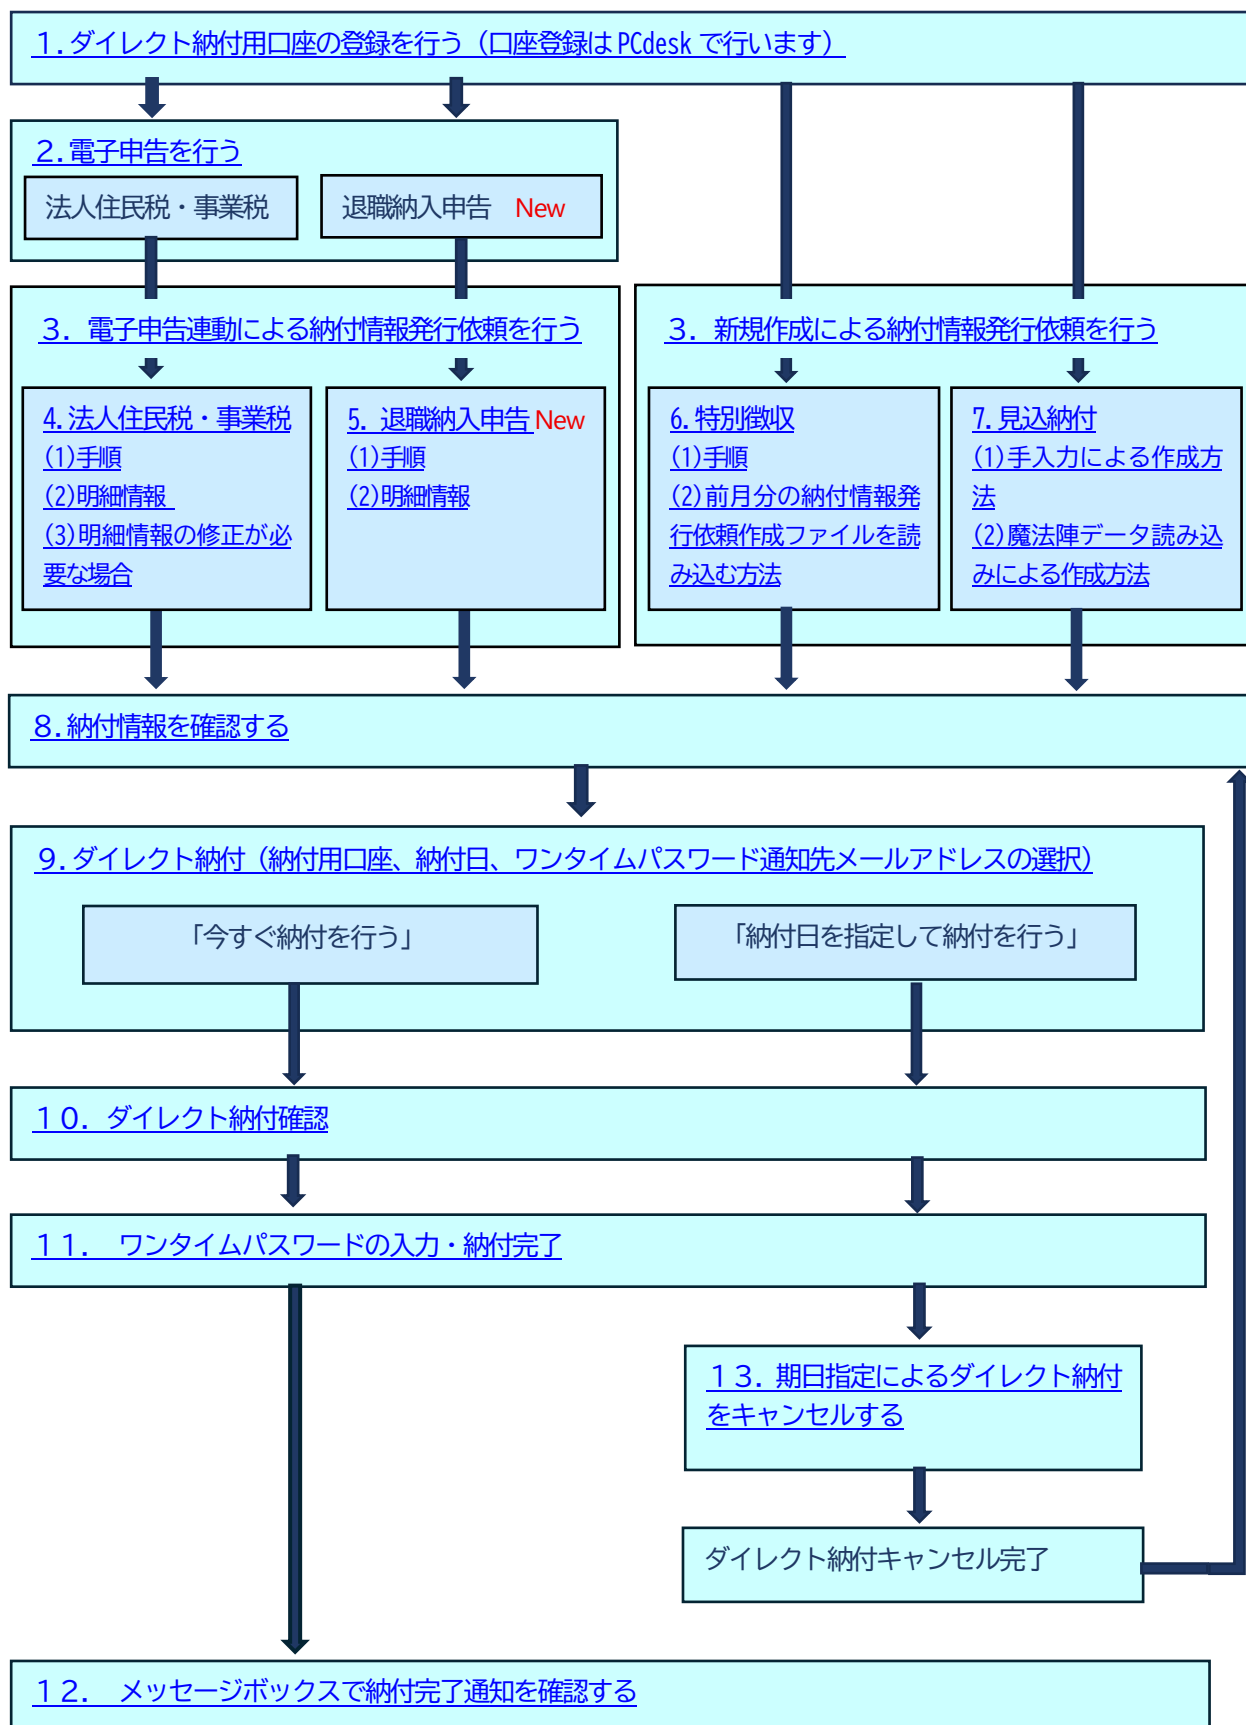 １.ダイレクト納付用口座の登録を行う（口座登録は PCdesk で行います）
２.電子申告を行う
法人住民税・事業税
退職納入申告　New
３．電子申告連動による納付情報発行依頼を行う
4.法人住民税・事業税
(1)手順
(2)明細情報
(3)明細情報の修正が必
要な場合
5. 退職納入申告 New
(1)手順
(2)明細情報
３．新規作成による納付情報発行依頼を行う
6.特別徴収
(1)手順
(2)前月分の納付情報発
行依頼作成ファイルを読
み込む方法
7.見込納付
(1)手入力による作成方
法
(2)魔法陣データ読み込
みによる作成方法
８.納付情報を確認する
９.ダイレクト納付（納付用口座、納付日、ワンタイムパスワード通知先メールアドレスの選択）
「今すぐ納付を行う」
「納付日を指定して納付を行う」
１０．ダイレクト納付確認
１１．　ワンタイムパスワードの入力・納付完了
１３．期日指定によるダイレクト納付
をキャンセルする
ダイレクト納付キャンセル完了
１２．　メッセージボックスで納付完了通知を確認する